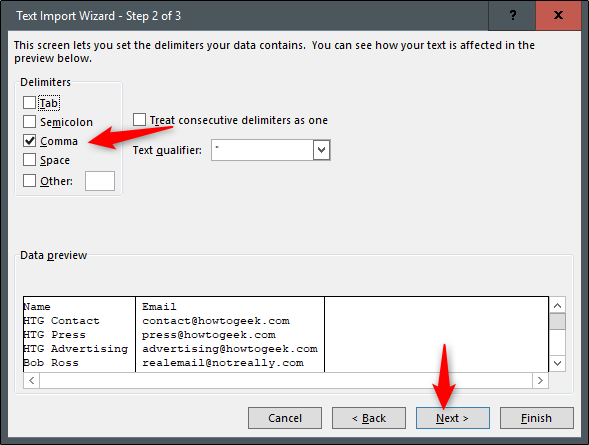 Text Import Wizard - Step 2 of 3
?
This screen lets you set the delimiters your data contains.  You can see how your text is affected in the
preview below.
Delimiters
Tab
Semicolon
Comma
Space
Other:
Treat consecutive delimiters as one
Text qualifier: "
Data preview
Name Email
HTG Contact contact@howtogeek.com
HTG Press press@howtogeek.com
HTG Advertising advertising@howtogeek.com
Bob Ross realemail@notreally.com
Cancel < Back Next > Finish